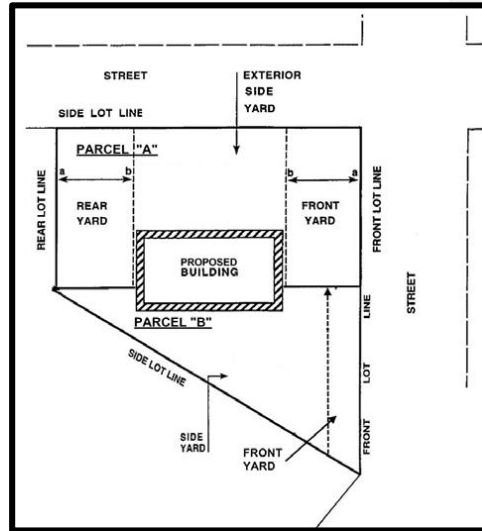 STREET
EXTERIOR
SIDE
YARD
SIDE LOT LINE
PARCEL "A"
a b
b a
REAR LOT LINE
REAR
YARD
FRONT
YARD
FRONT LOT LINE
PROPOSED
BUILDING
STREET
PARCEL "B"
SIDE LOT LINE
FRONT LOT LINE
SIDE
YARD
FRONT
YARD